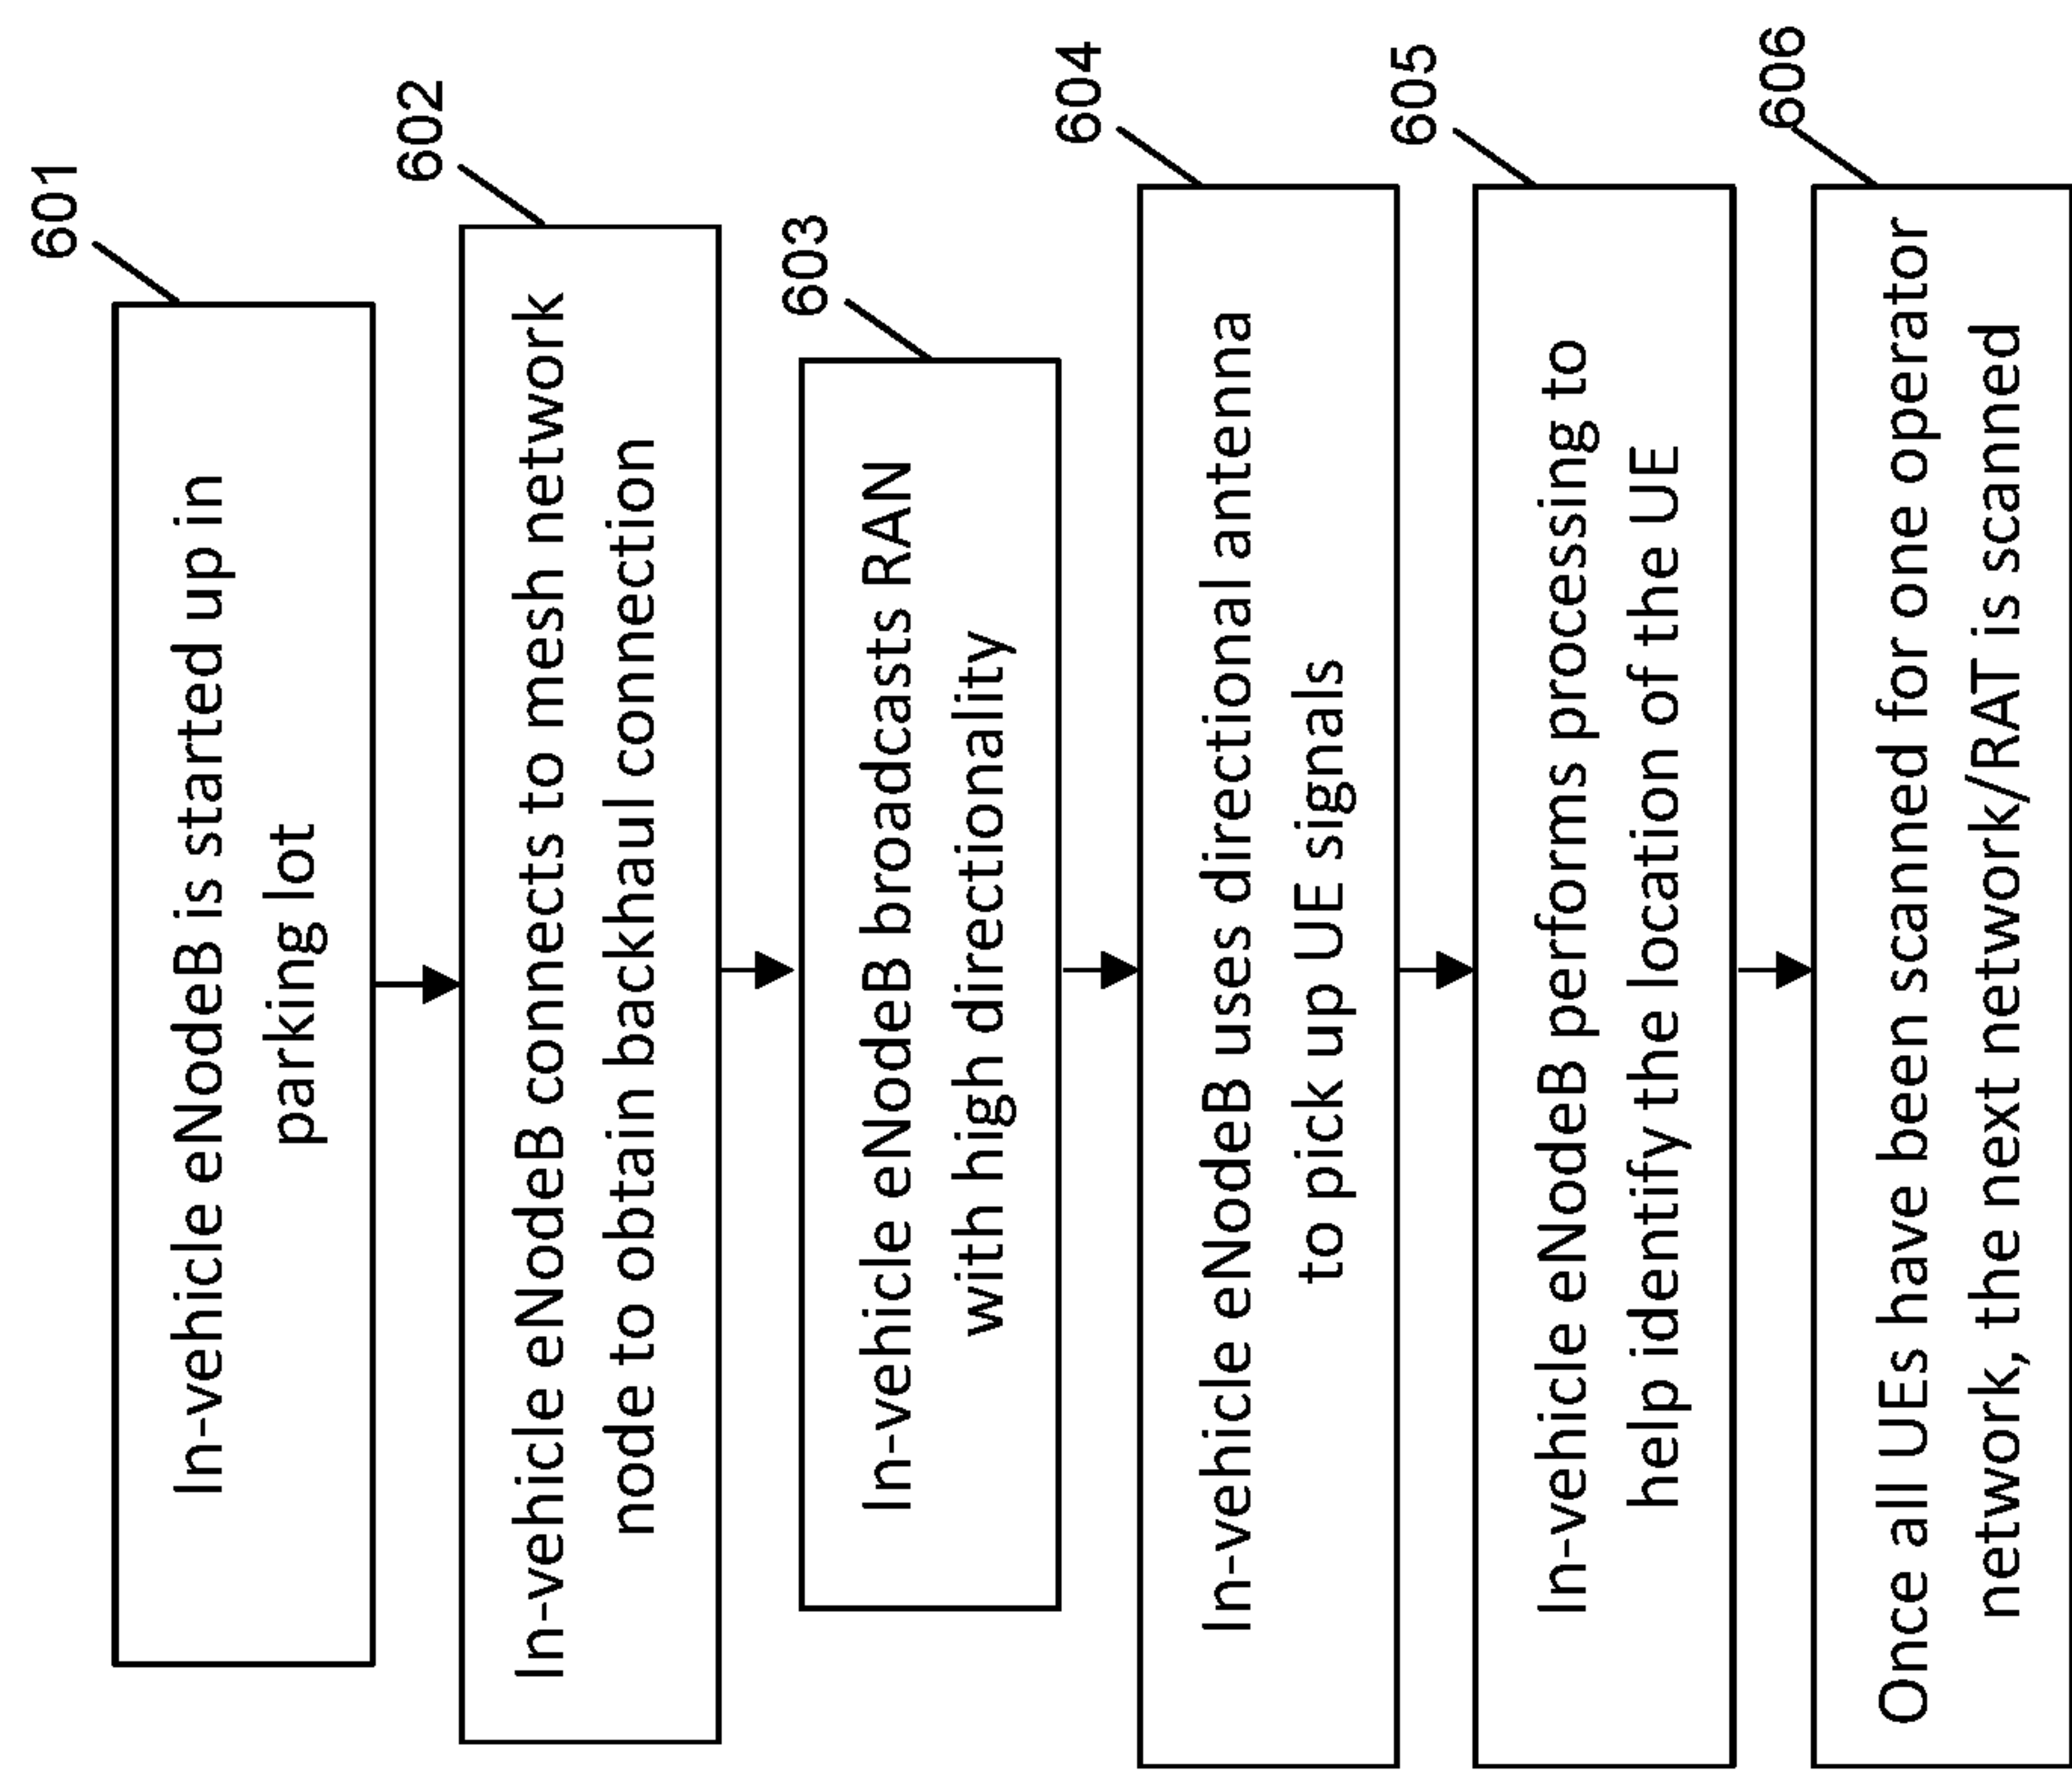 601
In-vehicle eNodeB is started up in
parking lot
602
In-vehicle eNodeB connects to mesh network
node to obtain backhaul connection
603
In-vehicle eNodeB broadcasts RAN
with high directionality
604
In-vehicle eNodeB uses directional antenna
to pick up UE signals
605
In-vehicle eNodeB performs processing to
help identify the location of the UE
606
Once all UEs have been scanned for one operator
network, the next network/RAT is scanned